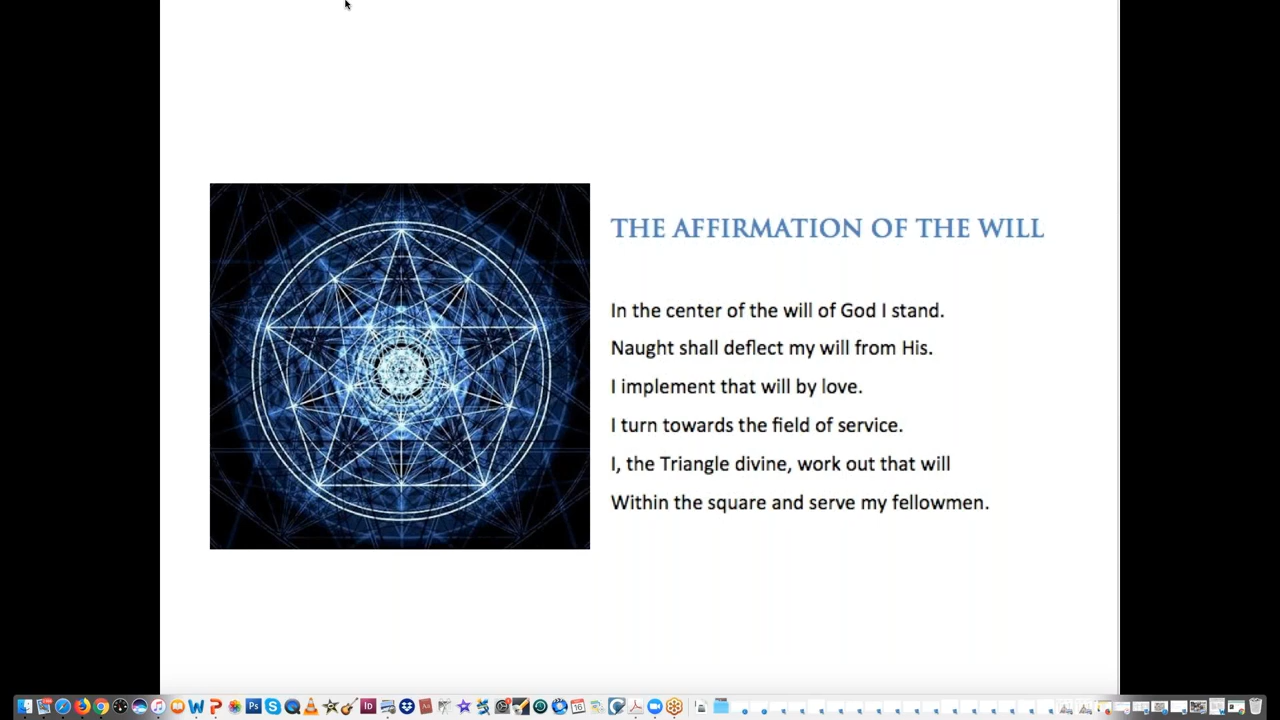 THE AFFIRMATION OF THE WILL
In the center of the will of God I stand.
Naught shall deflect my will from His.
I implement that will by love.
I turn towards the field of service.
I, the Triangle divine, work out that will
Within the square and serve my fellowmen.